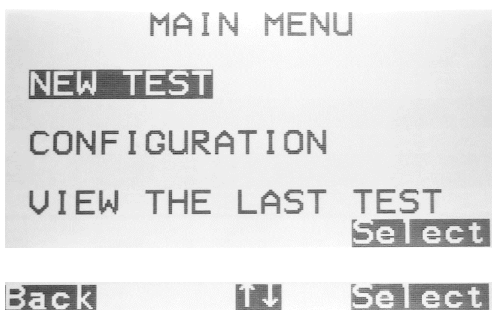 MAIN MENU
NEW TEST
CONFIGURATION
VIEW THE LAST TEST
Select
Back ↑↓ Select